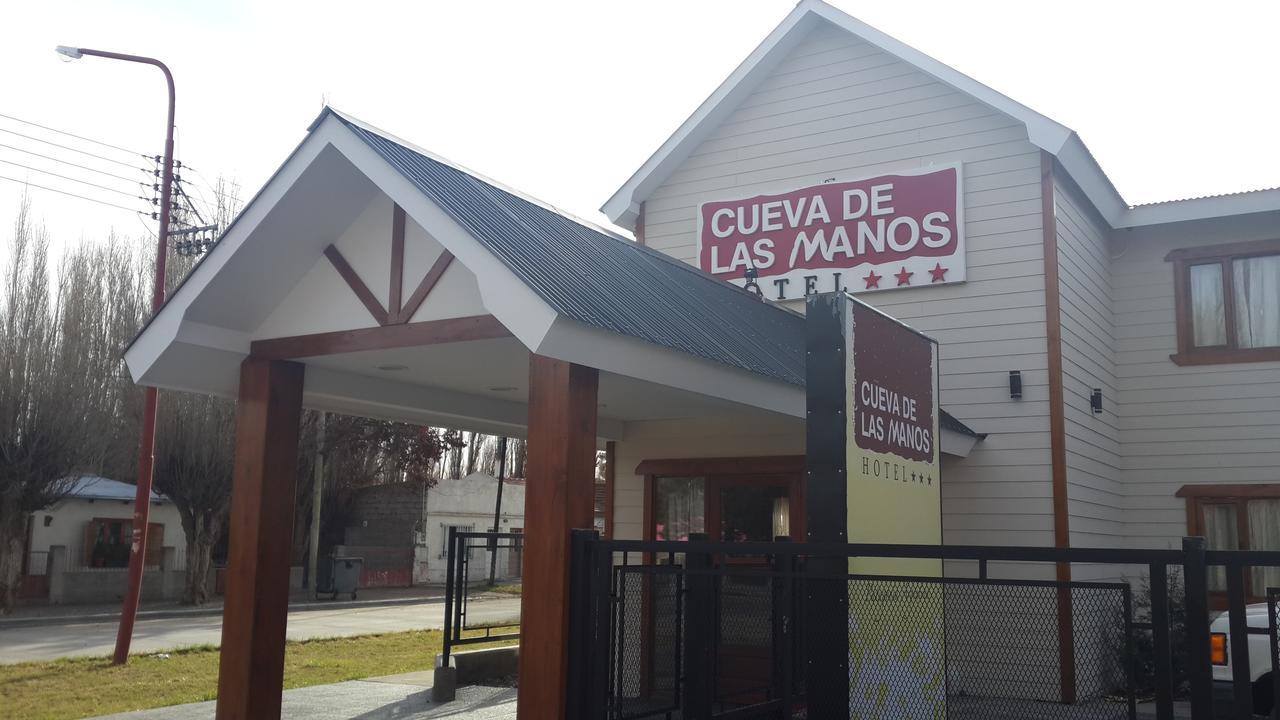 CUEVA DE
LAS MANOS
HOTEL ★★★
CUEVA DE
LAS MANOS
HOTEL★★★